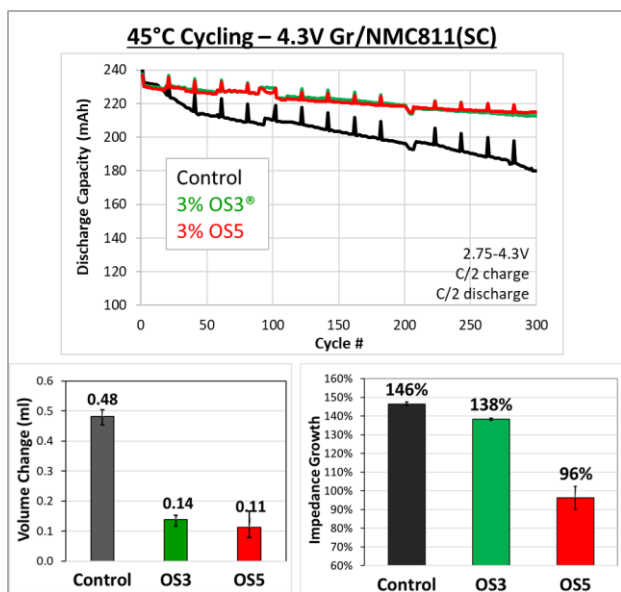 45°C Cycling – 4.3V Gr/NMC811(SC)
240
220
200
180
160
140
120
100
Discharge Capacity (mAh)
Control
3% OS3®
3% OS5
2.75-4.3V
C/2 charge
C/2 discharge
0 50 100 150 200 250 300
Cycle #
0.6
0.5
0.4
0.3
0.2
0.1
0.0
Volume Change (ml)
0.48
0.14
0.11
Control OS3 OS5
160%
150%
140%
130%
120%
110%
100%
90%
80%
70%
60%
Impedance Growth
146%
138%
96%
Control OS3 OS5